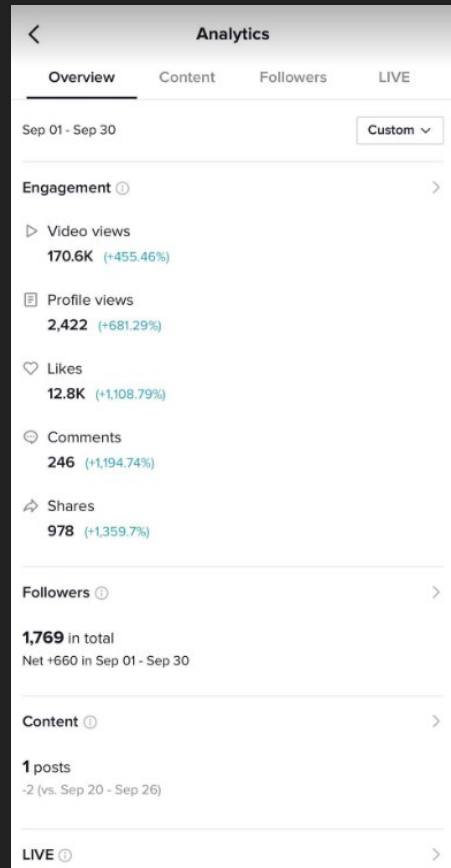 Analytics
Overview Content Followers LIVE
Sep 01 - Sep 30 Custom
Engagement
Video views
170.6K (+455.46%)
Profile views
2,422 (+681.29%)
Likes
12.8K (+1,108.79%)
Comments
246 (+1,194.74%)
Shares
978 (+1,359.7%)
Followers
1,769 in total
Net +660 in Sep 01 - Sep 30
Content
1 posts
-2 (vs. Sep 20 - Sep 26)
LIVE